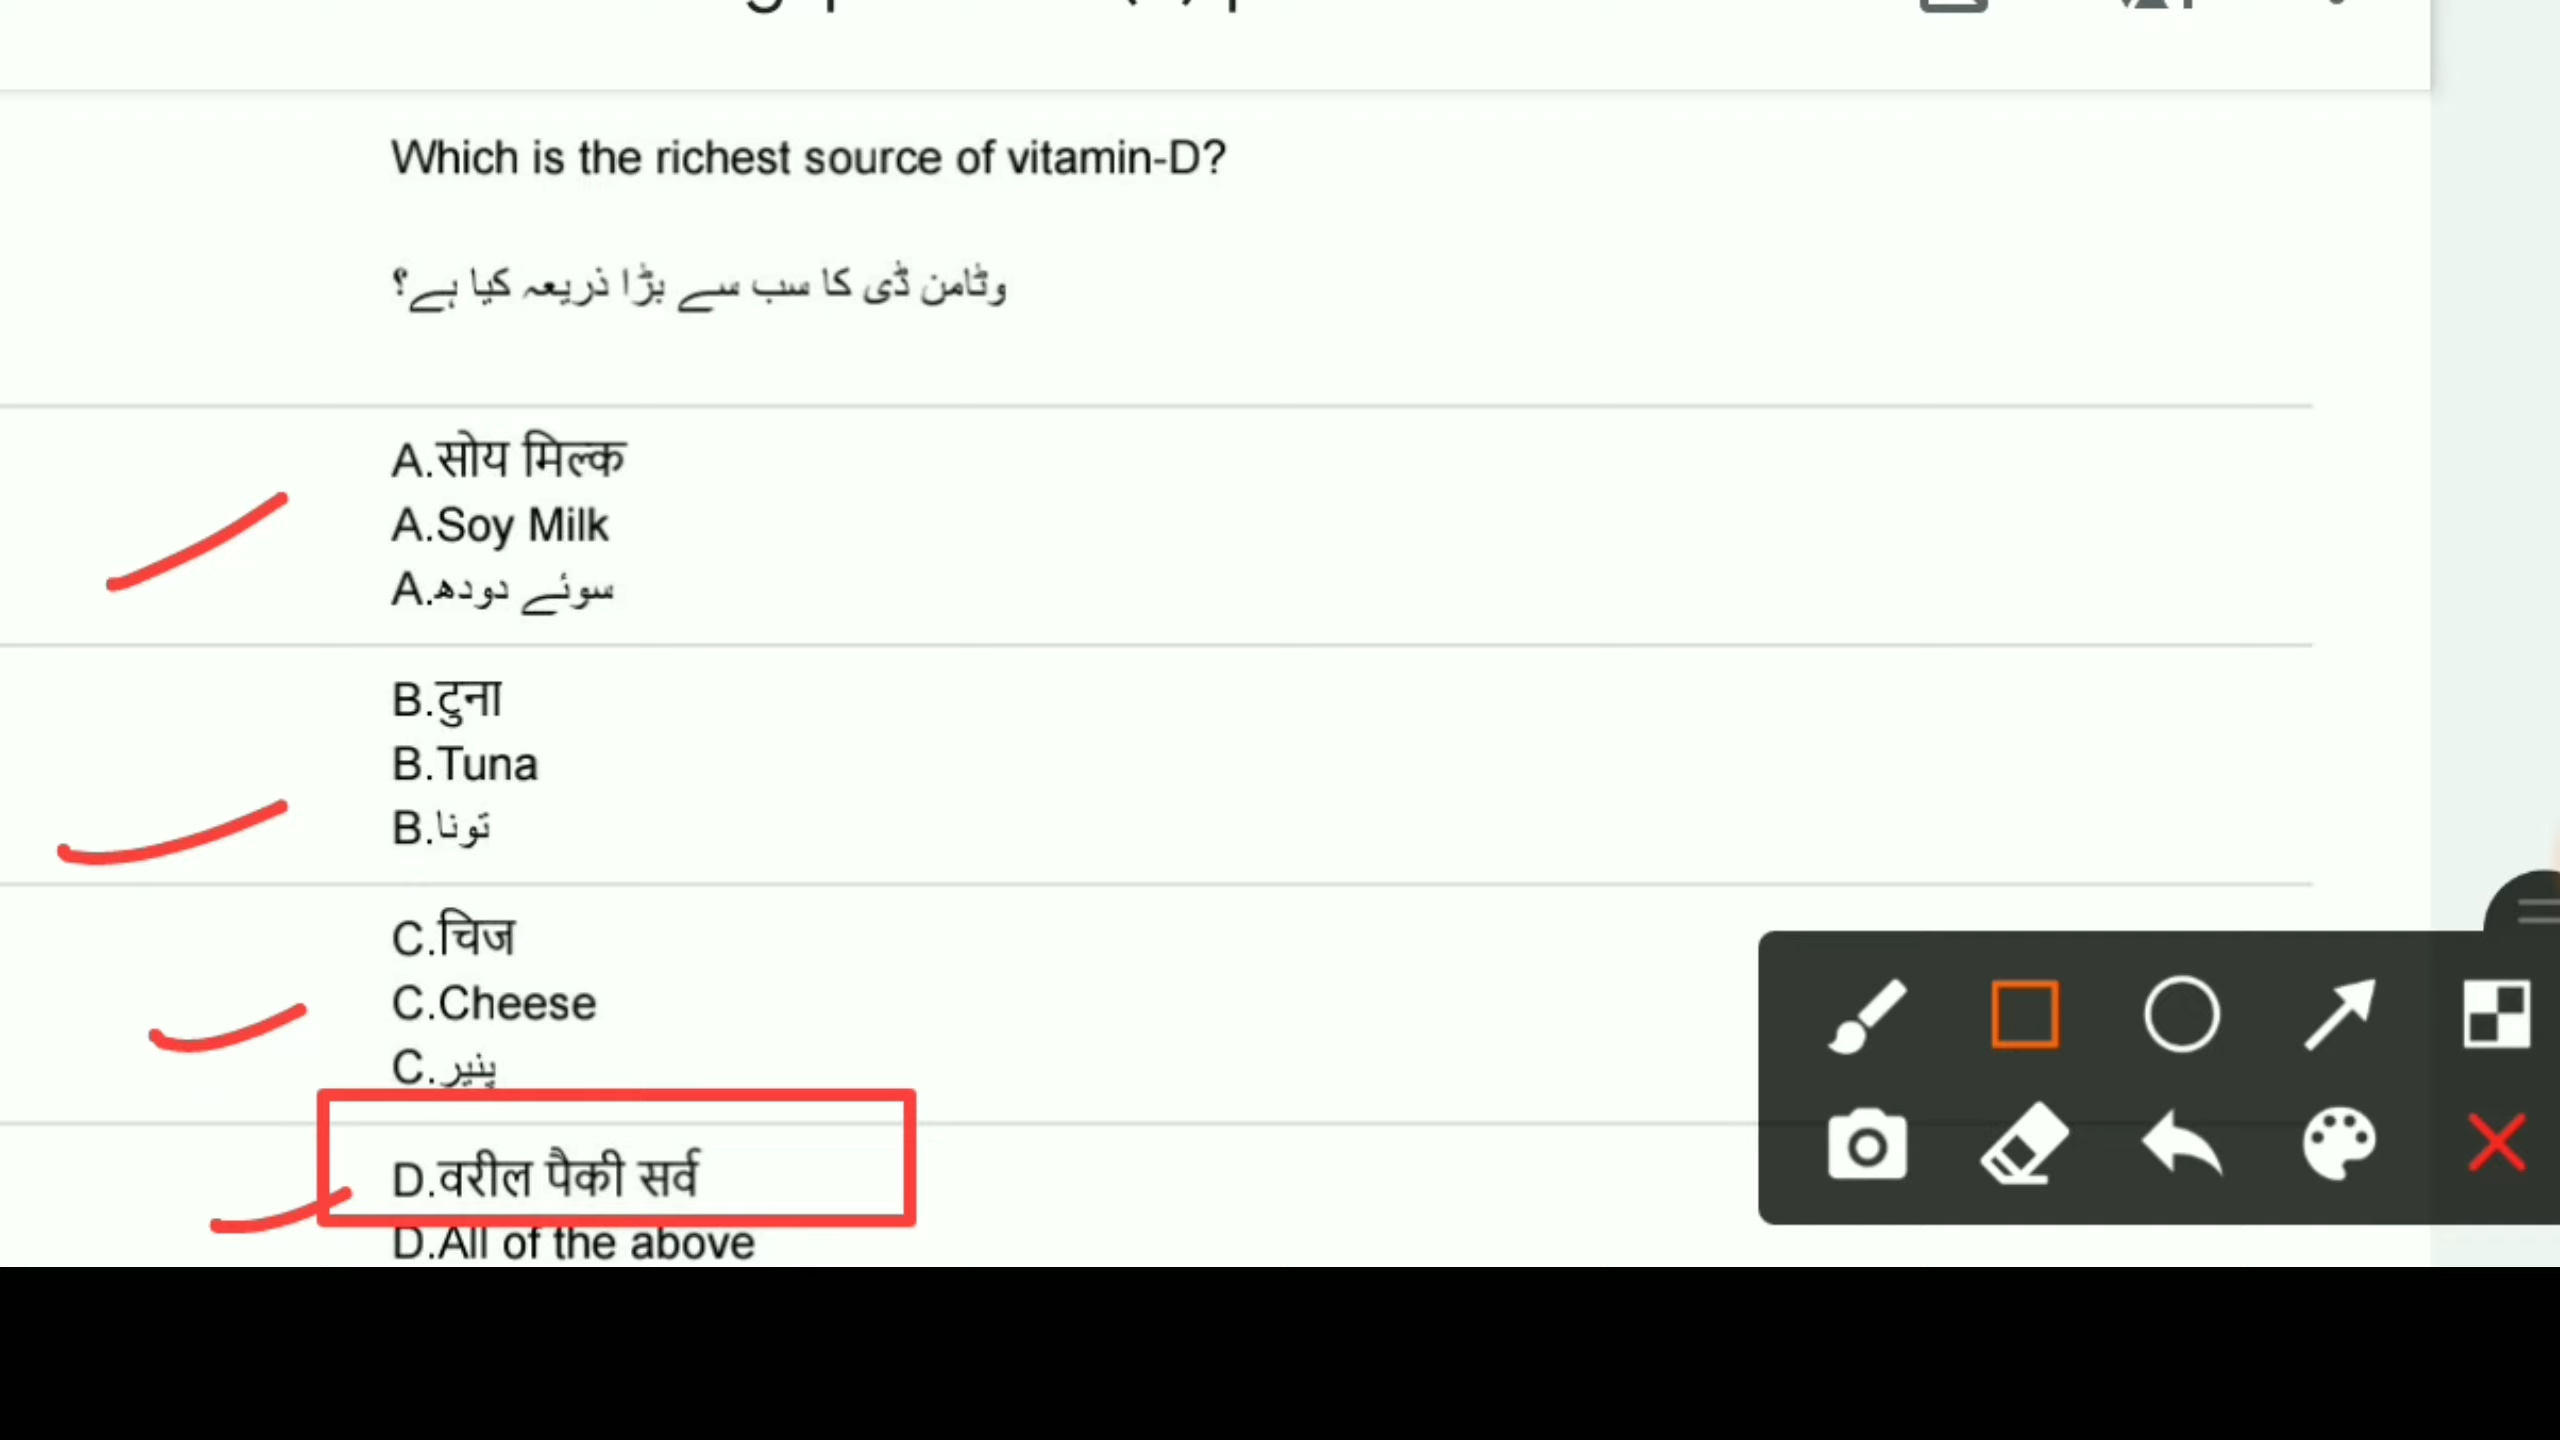 Which is the richest source of vitamin-D?
وٹامن ڈی کا سب سے بڑا ذریعہ کیا ہے؟
A.सोय मिल्क
A.Soy Milk
A.سوئے دودھ
B.टुना
B.Tuna
B.تونا
C.चिज
C.Cheese
C.پنیر
D.वरील पैकी सर्व
D.All of the above